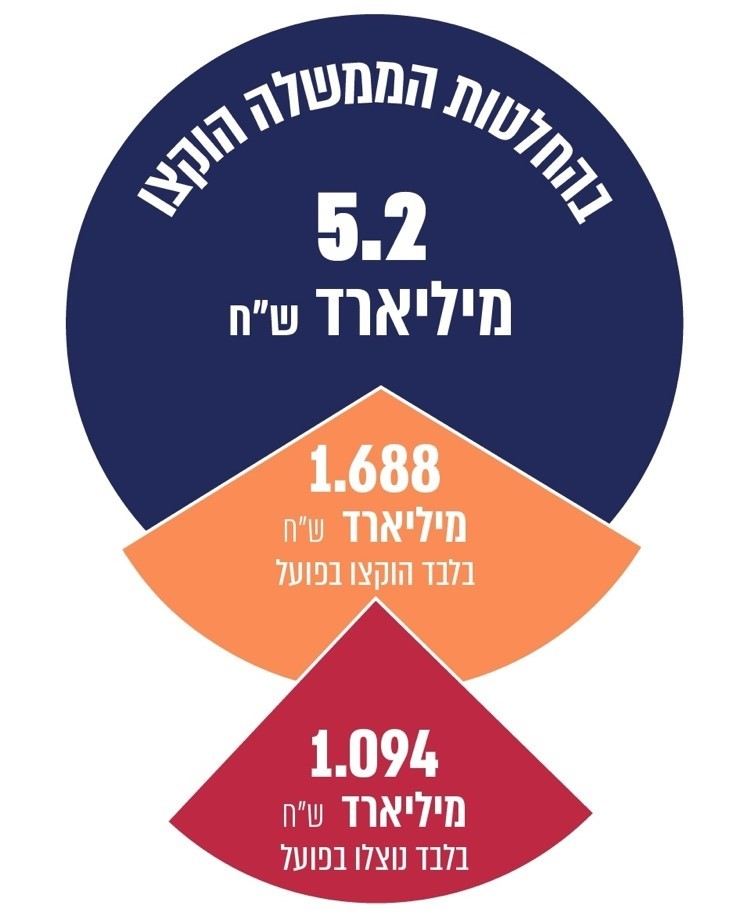 בהחלטות הממשלה הוקצו
5.2
מיליארד ש"ח
1.688
מיליארד ש"ח
בלבד הוקצו בפועל
1.094
מיליארד ש"ח
בלבד נוצלו בפועל